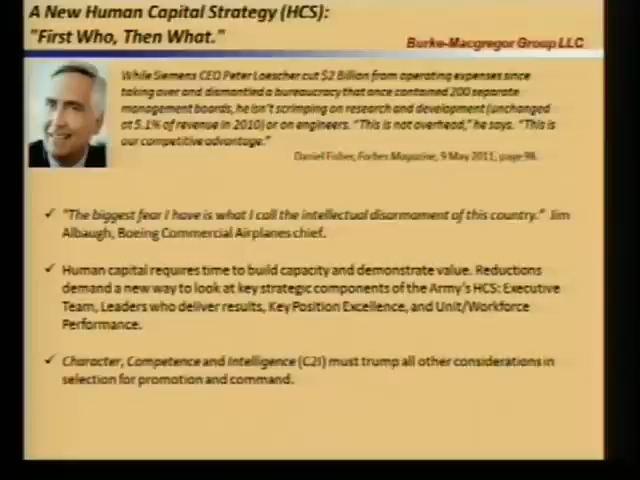 A New Human Capital Strategy (HCS):
"First Who, Then What."
Burke-Macgregor Group LLC
While Siemens CEO Peter Loescher cut $2 Billion from operating expenses since
taking over and dismantled a bureaucracy that once contained 200 separate
management boards, he isn't scrimping on research and development (unchanged
at 5.1% of revenue in 2010) or on engineers. "This is not overhead," he says. "This is
our competitive advantage."
Daniel Fisher, Forbes Magazine, 9 May 2011, page 98.
✓ "The biggest fear I have is what I call the intellectual disarmament of this country." Jim
Albaugh, Boeing Commercial Airplanes chief.
✓ Human capital requires time to build capacity and demonstrate value. Reductions
demand a new way to look at key strategic components of the Army's HCS: Executive
Team, Leaders who deliver results, Key Position Excellence, and Unit/Workforce
Performance.
✓ Character, Competence and Intelligence (C2I) must trump all other considerations in
selection for promotion and command.